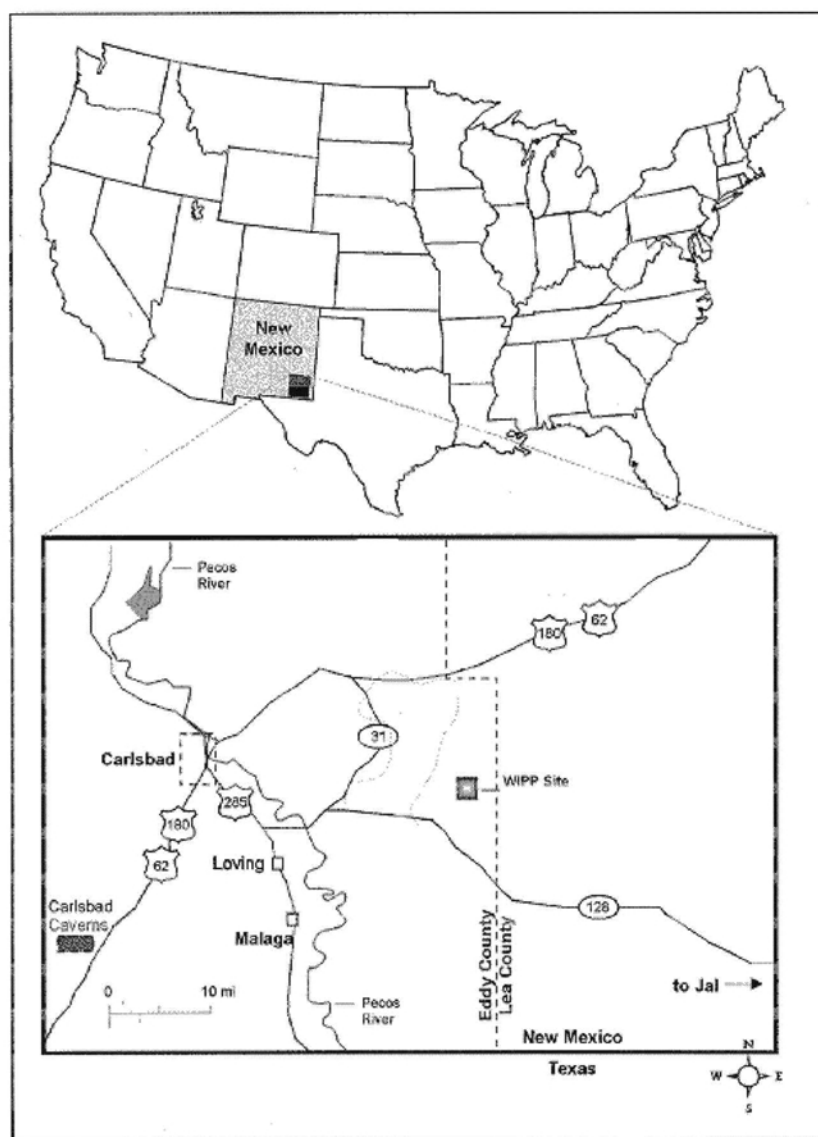 New
Mexico
Pecos
River
180
62
31
Carlsbad
WIPP Site
285
180
Loving
62
Carlsbad
Caverns
128
Malaga
Eddy County
Lea County
0
10 mi
to Jal
Pecos
River
New Mexico
Texas
N
W
E
S